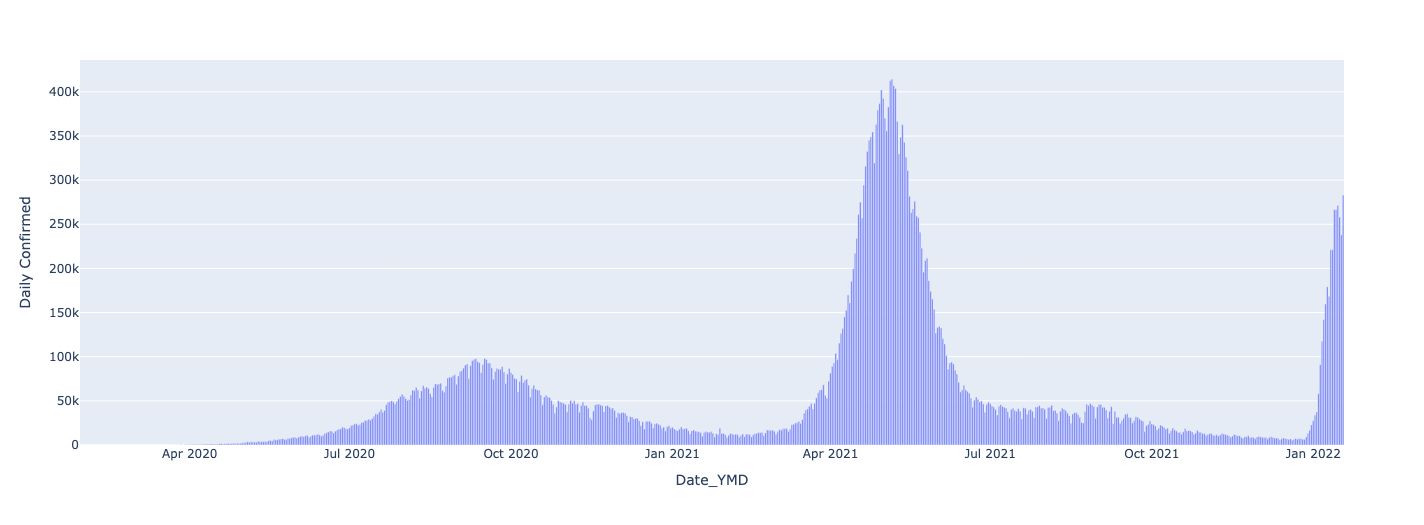 400k
350k
300k
250k
200k
150k
100k
50k
0
Daily Confirmed
Apr 2020
Jul 2020
Oct 2020
Jan 2021
Apr 2021
Jul 2021
Oct 2021
Jan 2022
Date_YMD